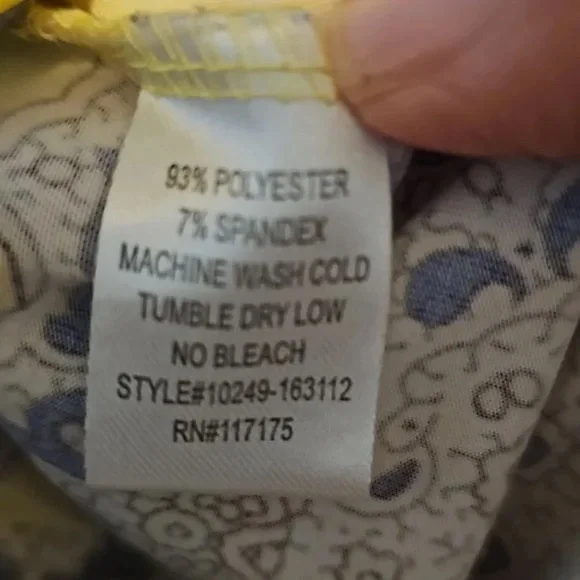 93% POLYESTER
7% SPANDEX
MACHINE WASH COLD
TUMBLE DRY LOW
NO BLEACH
STYLE#10249-163112
RN#117175